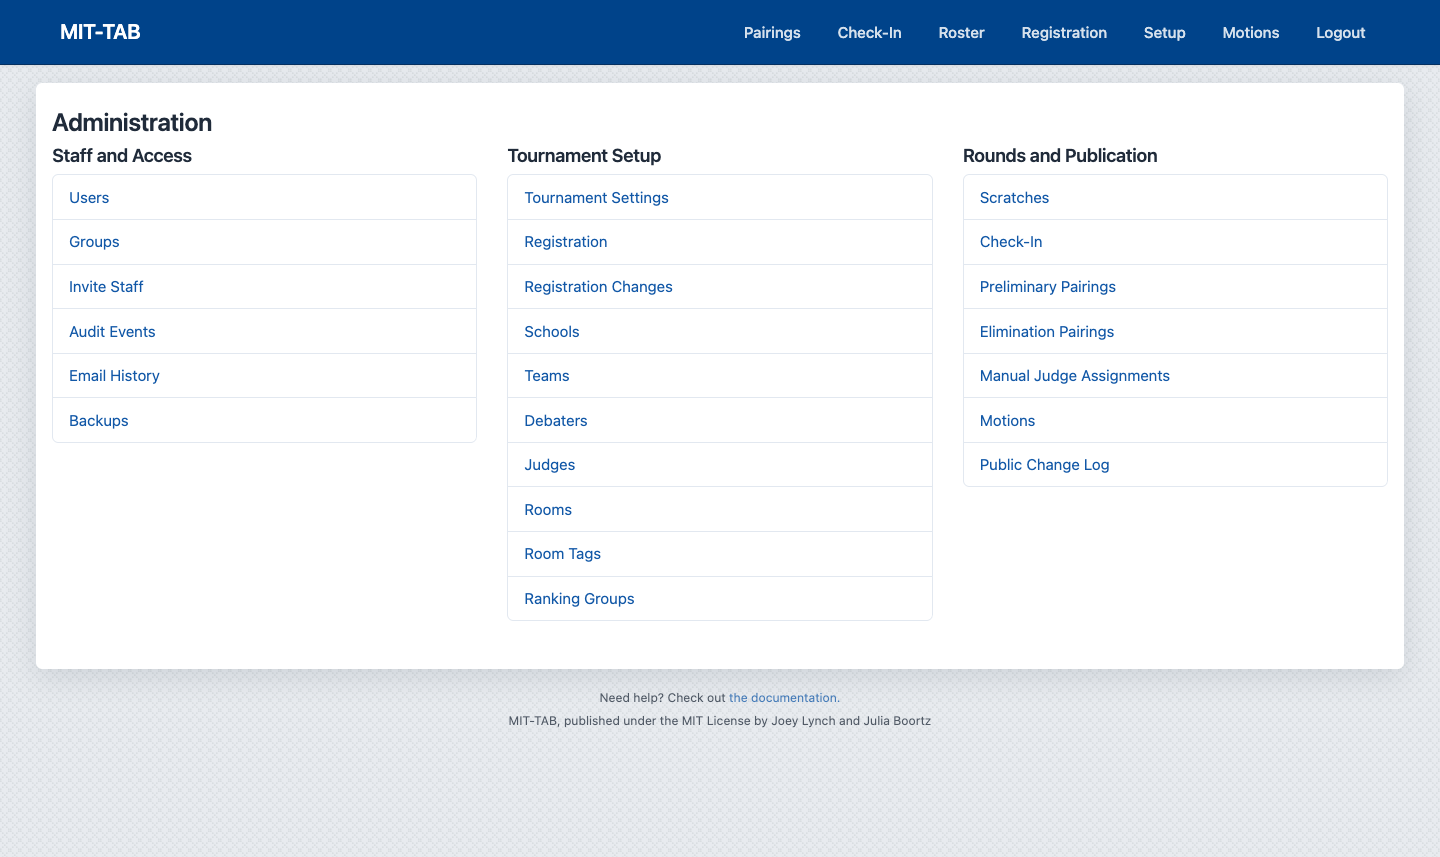 MIT-TAB
Pairings
Check-In
Roster
Registration
Setup
Motions
Logout
Administration
Staff and Access
Users
Groups
Invite Staff
Audit Events
Email History
Backups
Tournament Setup
Tournament Settings
Registration
Registration Changes
Schools
Teams
Debaters
Judges
Rooms
Room Tags
Ranking Groups
Rounds and Publication
Scratches
Check-In
Preliminary Pairings
Elimination Pairings
Manual Judge Assignments
Motions
Public Change Log
Need help? Check out the documentation.
MIT-TAB, published under the MIT License by Joey Lynch and Julia Boortz